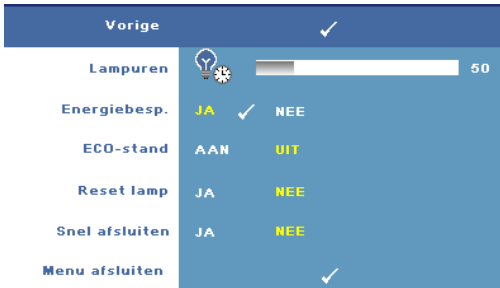 Vorige
Lampuren 50
Energiebesp. JA NEE
ECO-stand AAN UIT
Reset lamp JA NEE
Snel afsluiten JA NEE
Menu afsluiten